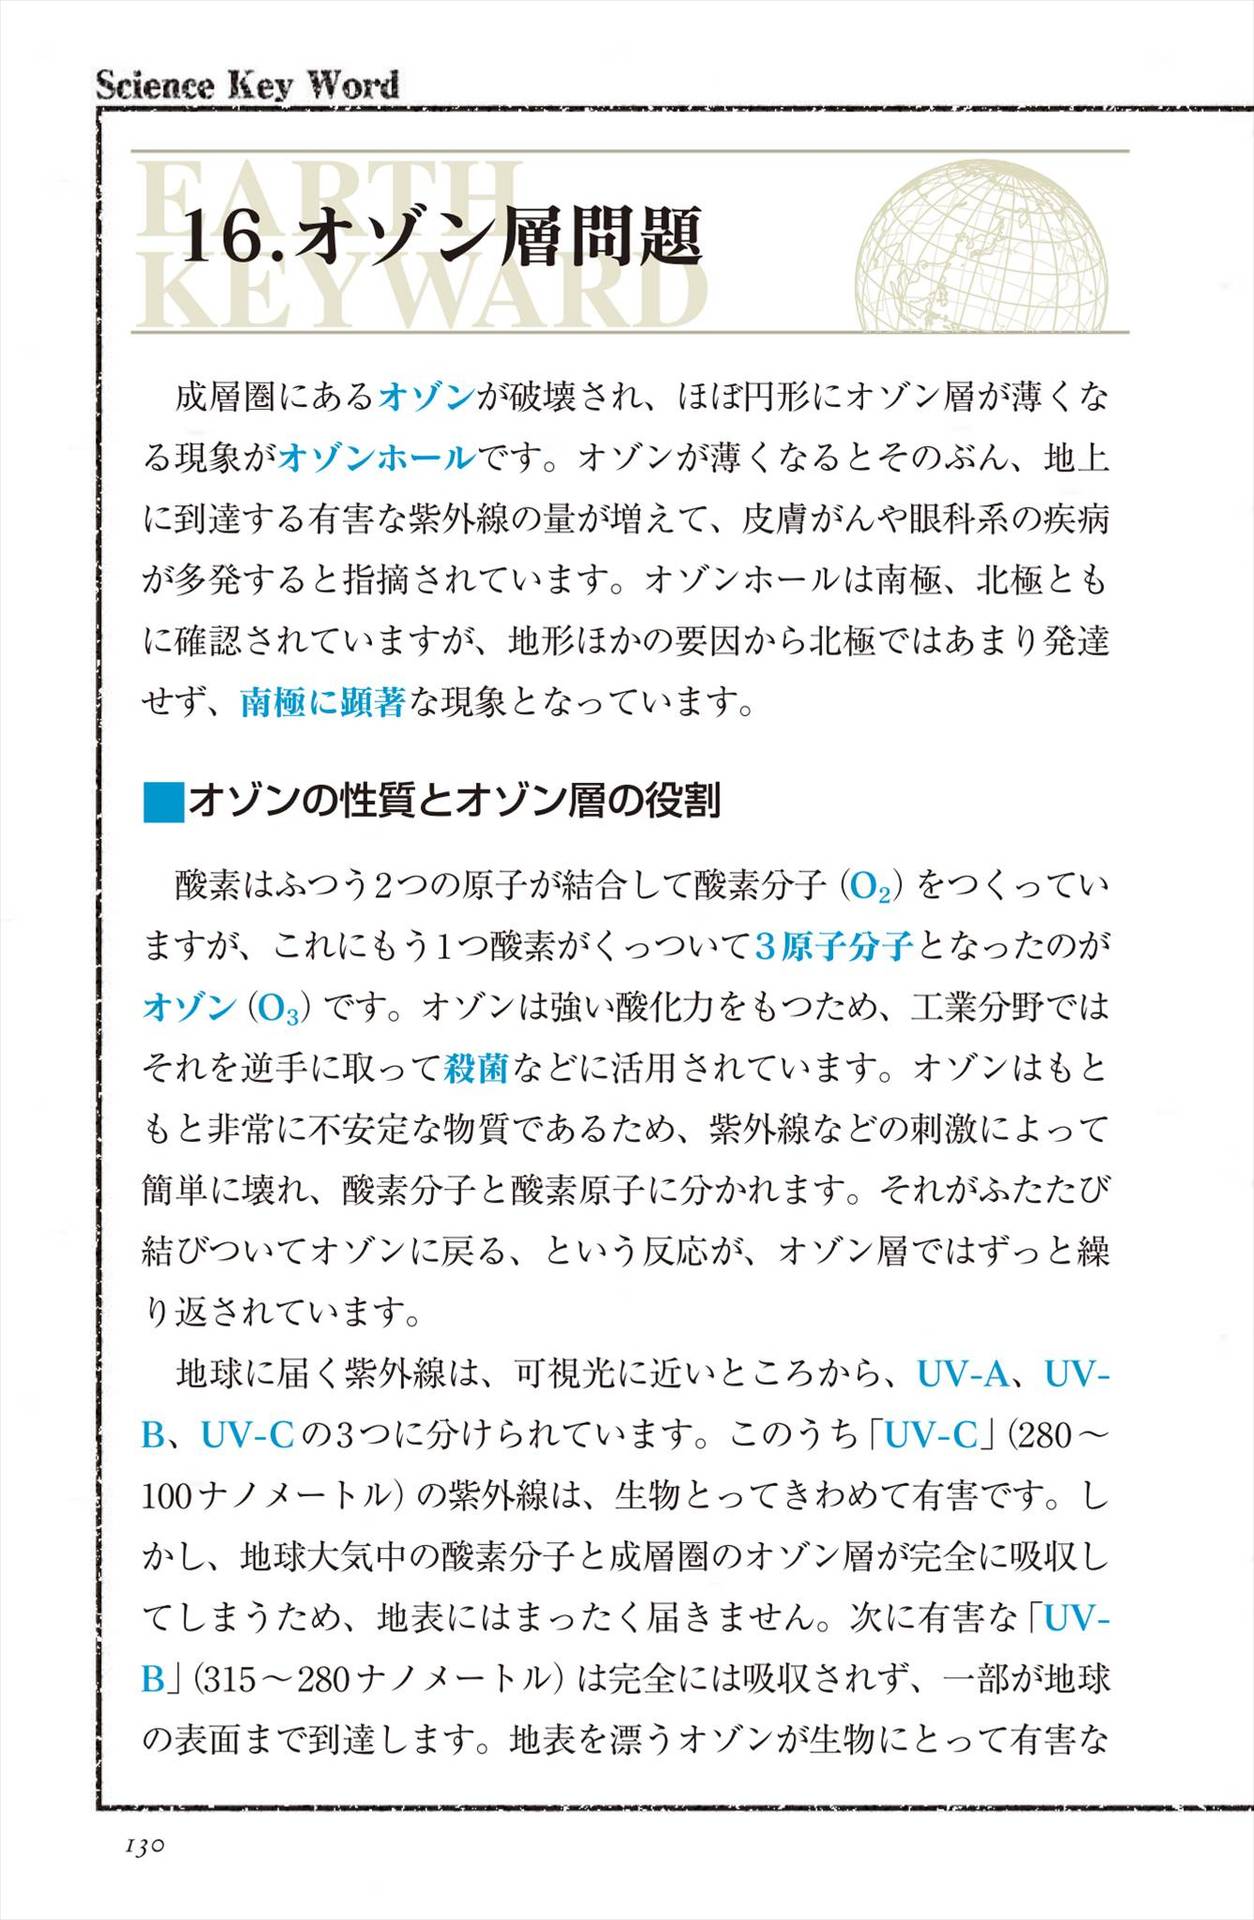 Science Key Word
EARTH
KEYWARD
16.オゾン層問題
成層圏にあるオゾンが破壊され、ほぼ円形にオゾン層が薄くな
る現象がオゾンホールです。オゾンが薄くなるとそのぶん、地上
に到達する有害な紫外線の量が増えて、皮膚がんや眼科系の疾病
が多発すると指摘されています。オゾンホールは南極、北極とも
に確認されていますが、地形ほかの要因から北極ではあまり発達
せず、南極に顕著な現象となっています。
■オゾンの性質とオゾン層の役割
酸素はふつう2つの原子が結合して酸素分子（O₂）をつくってい
ますが、これにもう1つ酸素がくっついて3原子分子となったのが
オゾン（O₃）です。オゾンは強い酸化力をもつため、工業分野では
それを逆手に取って殺菌などに活用されています。オゾンはもと
もと非常に不安定な物質であるため、紫外線などの刺激によって
簡単に壊れ、酸素分子と酸素原子に分かれます。それがふたたび
結びついてオゾンに戻る、という反応が、オゾン層ではずっと繰
り返されています。
地球に届く紫外線は、可視光に近いところから、UV-A、UV-
B、UV-Cの3つに分けられています。このうち「UV-C」（280～
100ナノメートル）の紫外線は、生物とってきわめて有害です。し
かし、地球大気中の酸素分子と成層圏のオゾン層が完全に吸収し
てしまうため、地表にはまったく届きません。次に有害な「UV-
B」（315～280ナノメートル）は完全には吸収されず、一部が地球
の表面まで到達します。地表を漂うオゾンが生物にとって有害な
130